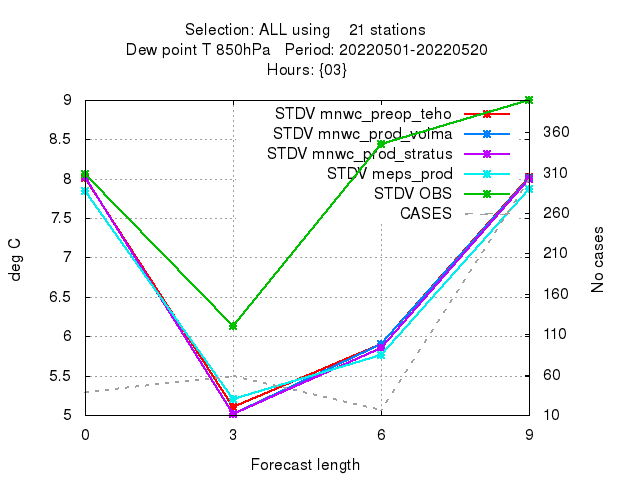 Selection: ALL using 21 stations
Dew point T 850hPa Period: 20220501-20220520
Hours: {03}
STDV mnwc_preop_teho
STDV mnwc_prod_voima
STDV mnwc_prod_stratus
STDV meps_prod
STDV OBS
CASES
9
8.5
8
7.5
7
6.5
6
5.5
5
deg C
360
310
260
210
160
110
60
10
No cases
0 3 6 9
Forecast length